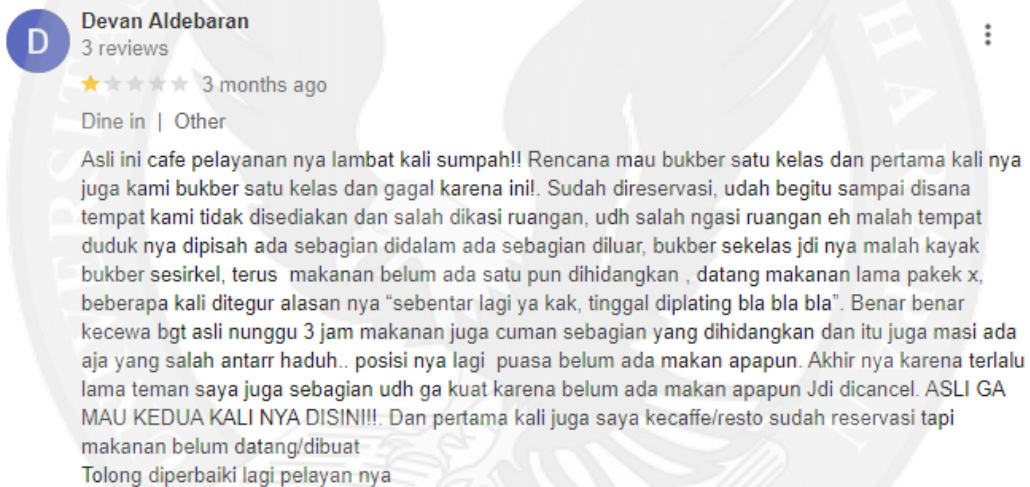 D
Devan Aldebaran
3 reviews
3 months ago
Dine in | Other
Asli ini cafe pelayanan nya lambat kali sumpah!! Rencana mau bukber satu kelas dan pertama kali nya
juga kami bukber satu kelas dan gagal karena ini!. Sudah direservasi, udah begitu sampai disana
tempat kami tidak disediakan dan salah dikasi ruangan, udh salah ngasi ruangan eh malah tempat
duduk nya dipisah ada sebagian didalam ada sebagian diluar, bukber sekelas jdi nya malah kayak
bukber sesirkel, terus  makanan belum ada satu pun dihidangkan , datang makanan lama pakek x,
beberapa kali ditegur alasan nya “sebentar lagi ya kak, tinggal diplating bla bla bla”. Benar benar
kecewa bgt asli nunggu 3 jam makanan juga cuman sebagian yang dihidangkan dan itu juga masi ada
aja yang salah antarr haduh.. posisi nya lagi  puasa belum ada makan apapun. Akhir nya karena terlalu
lama teman saya juga sebagian udh ga kuat karena belum ada makan apapun Jdi dicancel. ASLI GA
MAU KEDUA KALI NYA DISINI!!!. Dan pertama kali juga saya kecaffe/resto sudah reservasi tapi
makanan belum datang/dibuat
Tolong diperbaiki lagi pelayan nya